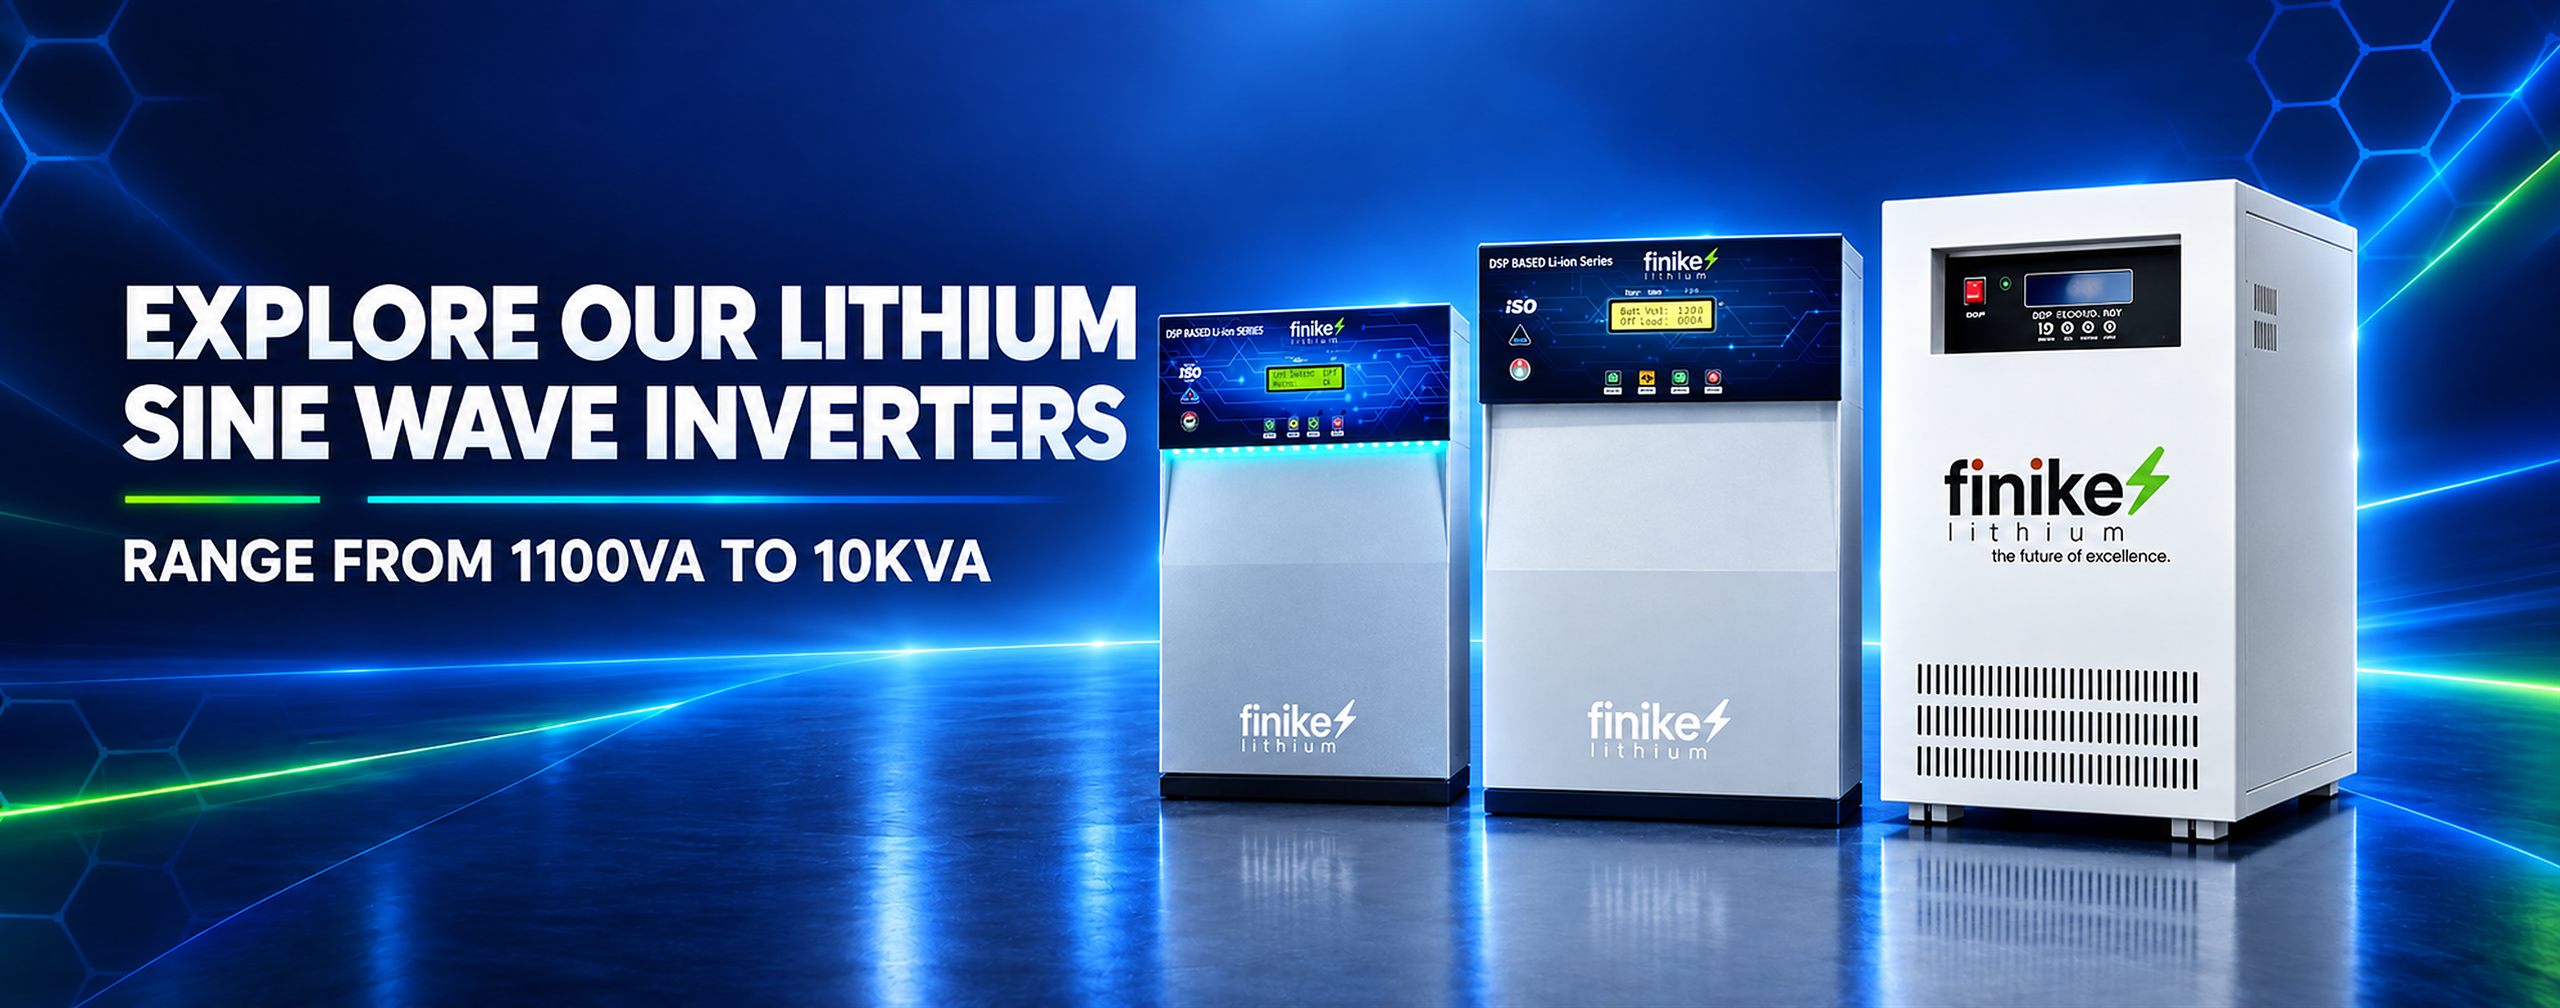 EXPLORE OUR LITHIUM
SINE WAVE INVERTERS
RANGE FROM 1100VA TO 10KVA
DSP BASED Li-ion SERIES
finike
lithium
ISO
finike
lithium
DSP BASED Li-ion Series
finike
lithium
ISO
finike
lithium
finike
lithium
the future of excellence.